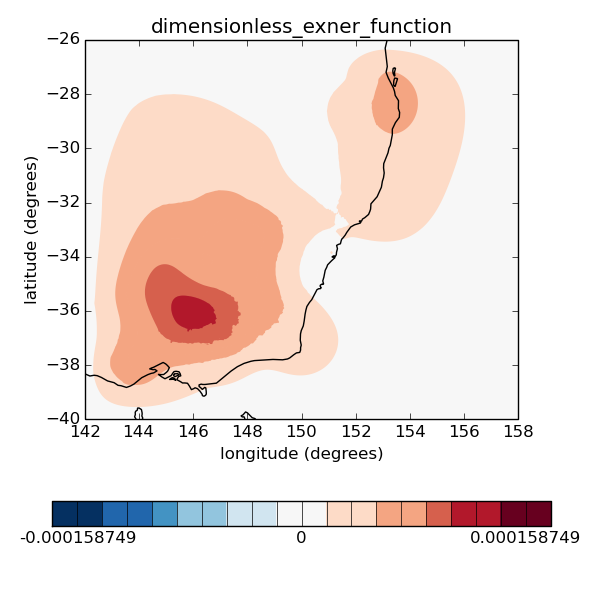 dimensionless_exner_function
−26
−28
−30
−32
−34
−36
−38
−40
latitude (degrees)
142 144 146 148 150 152 154 156 158
longitude (degrees)
-0.000158749 0 0.000158749